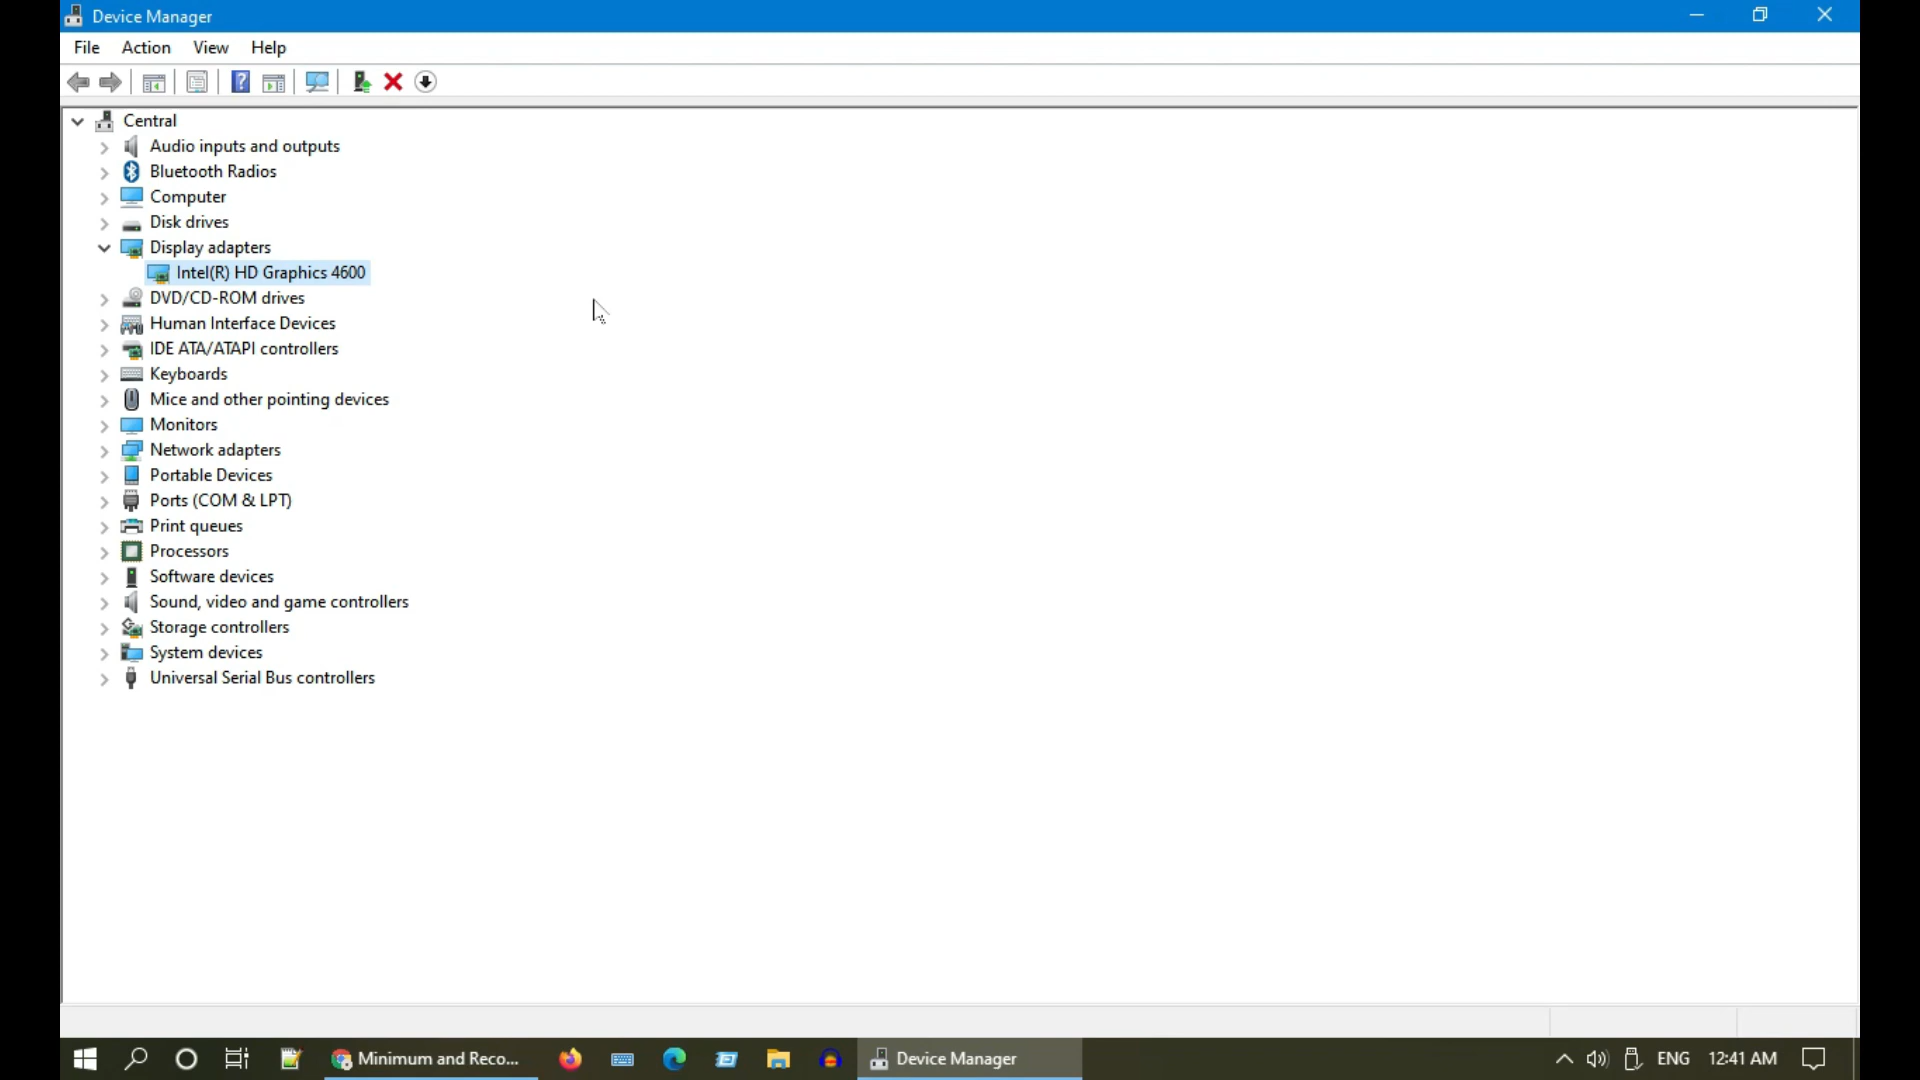 Device Manager
File Action View Help
Central
Audio inputs and outputs
Bluetooth Radios
Computer
Disk drives
Display adapters
Intel(R) HD Graphics 4600
DVD/CD-ROM drives
Human Interface Devices
IDE ATA/ATAPI controllers
Keyboards
Mice and other pointing devices
Monitors
Network adapters
Portable Devices
Ports (COM & LPT)
Print queues
Processors
Software devices
Sound, video and game controllers
Storage controllers
System devices
Universal Serial Bus controllers
Minimum and Reco... Device Manager ENG 12:41 AM